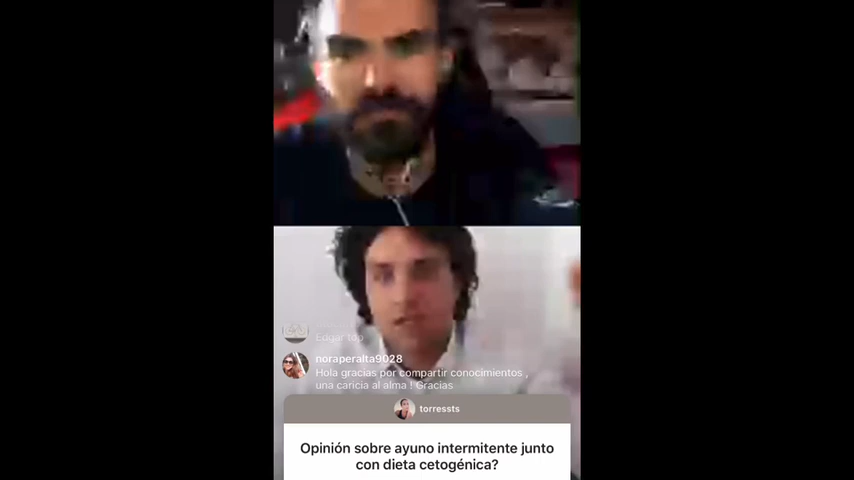 Edgar top
noraperalta9028
Hola gracias por compartir conocimientos ,
una caricia al alma ! Gracias
torressts
Opinión sobre ayuno intermitente junto
con dieta cetogénica?